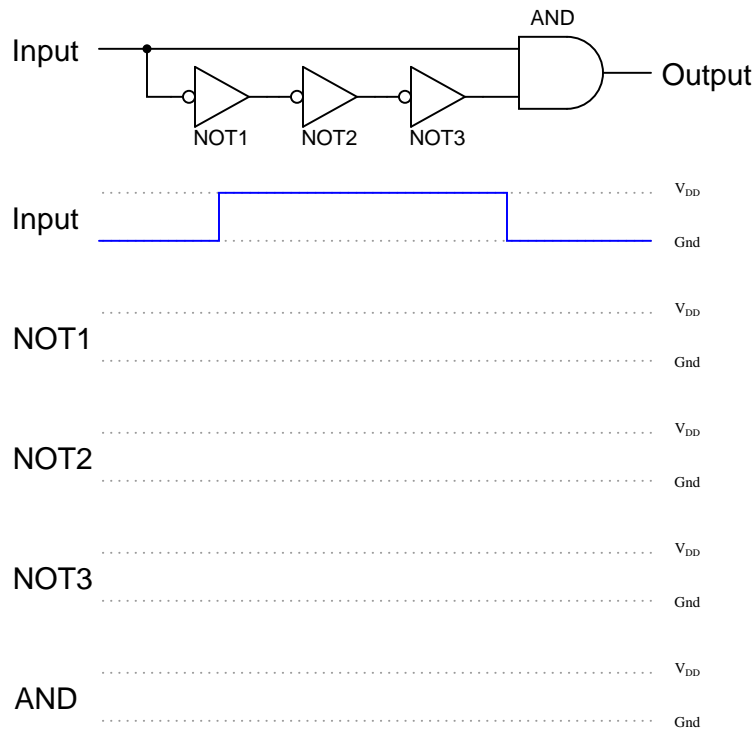 AND
Input
Output
NOT1 NOT2 NOT3
V_DD
Input
Gnd
V_DD
NOT1
Gnd
V_DD
NOT2
Gnd
V_DD
NOT3
Gnd
V_DD
AND
Gnd